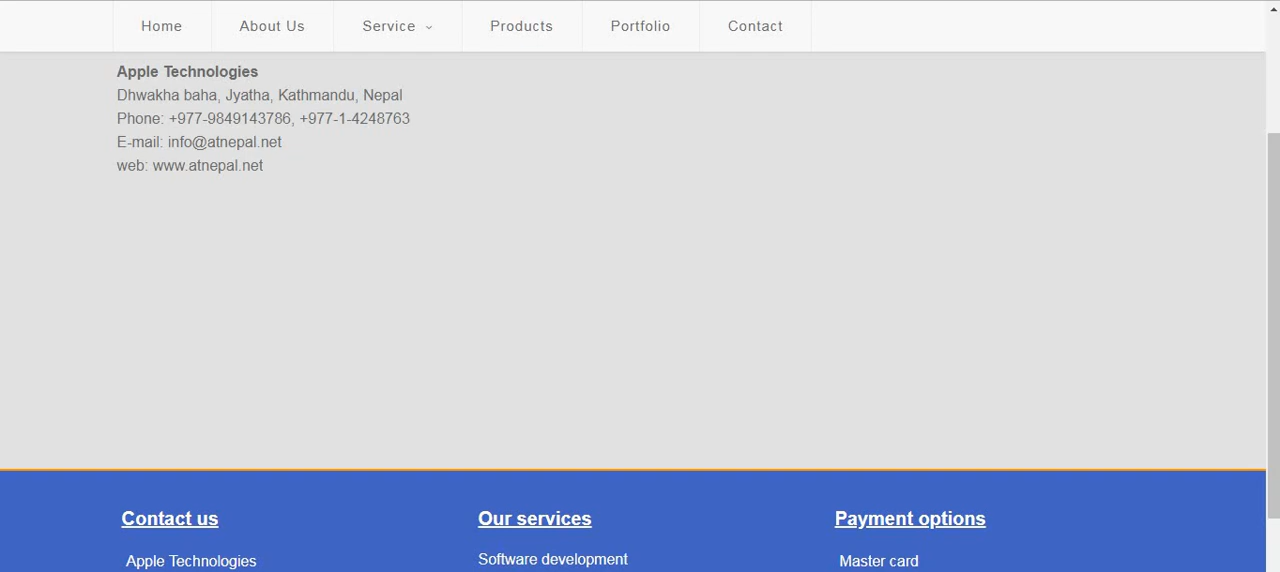 Home About Us Service Products Portfolio Contact
Apple Technologies
Dhwakha baha, Jyatha, Kathmandu, Nepal
Phone: +977-9849143786, +977-1-4248763
E-mail: info@atnepal.net
web: www.atnepal.net
Contact us Our services Payment options
Apple Technologies Software development Master card